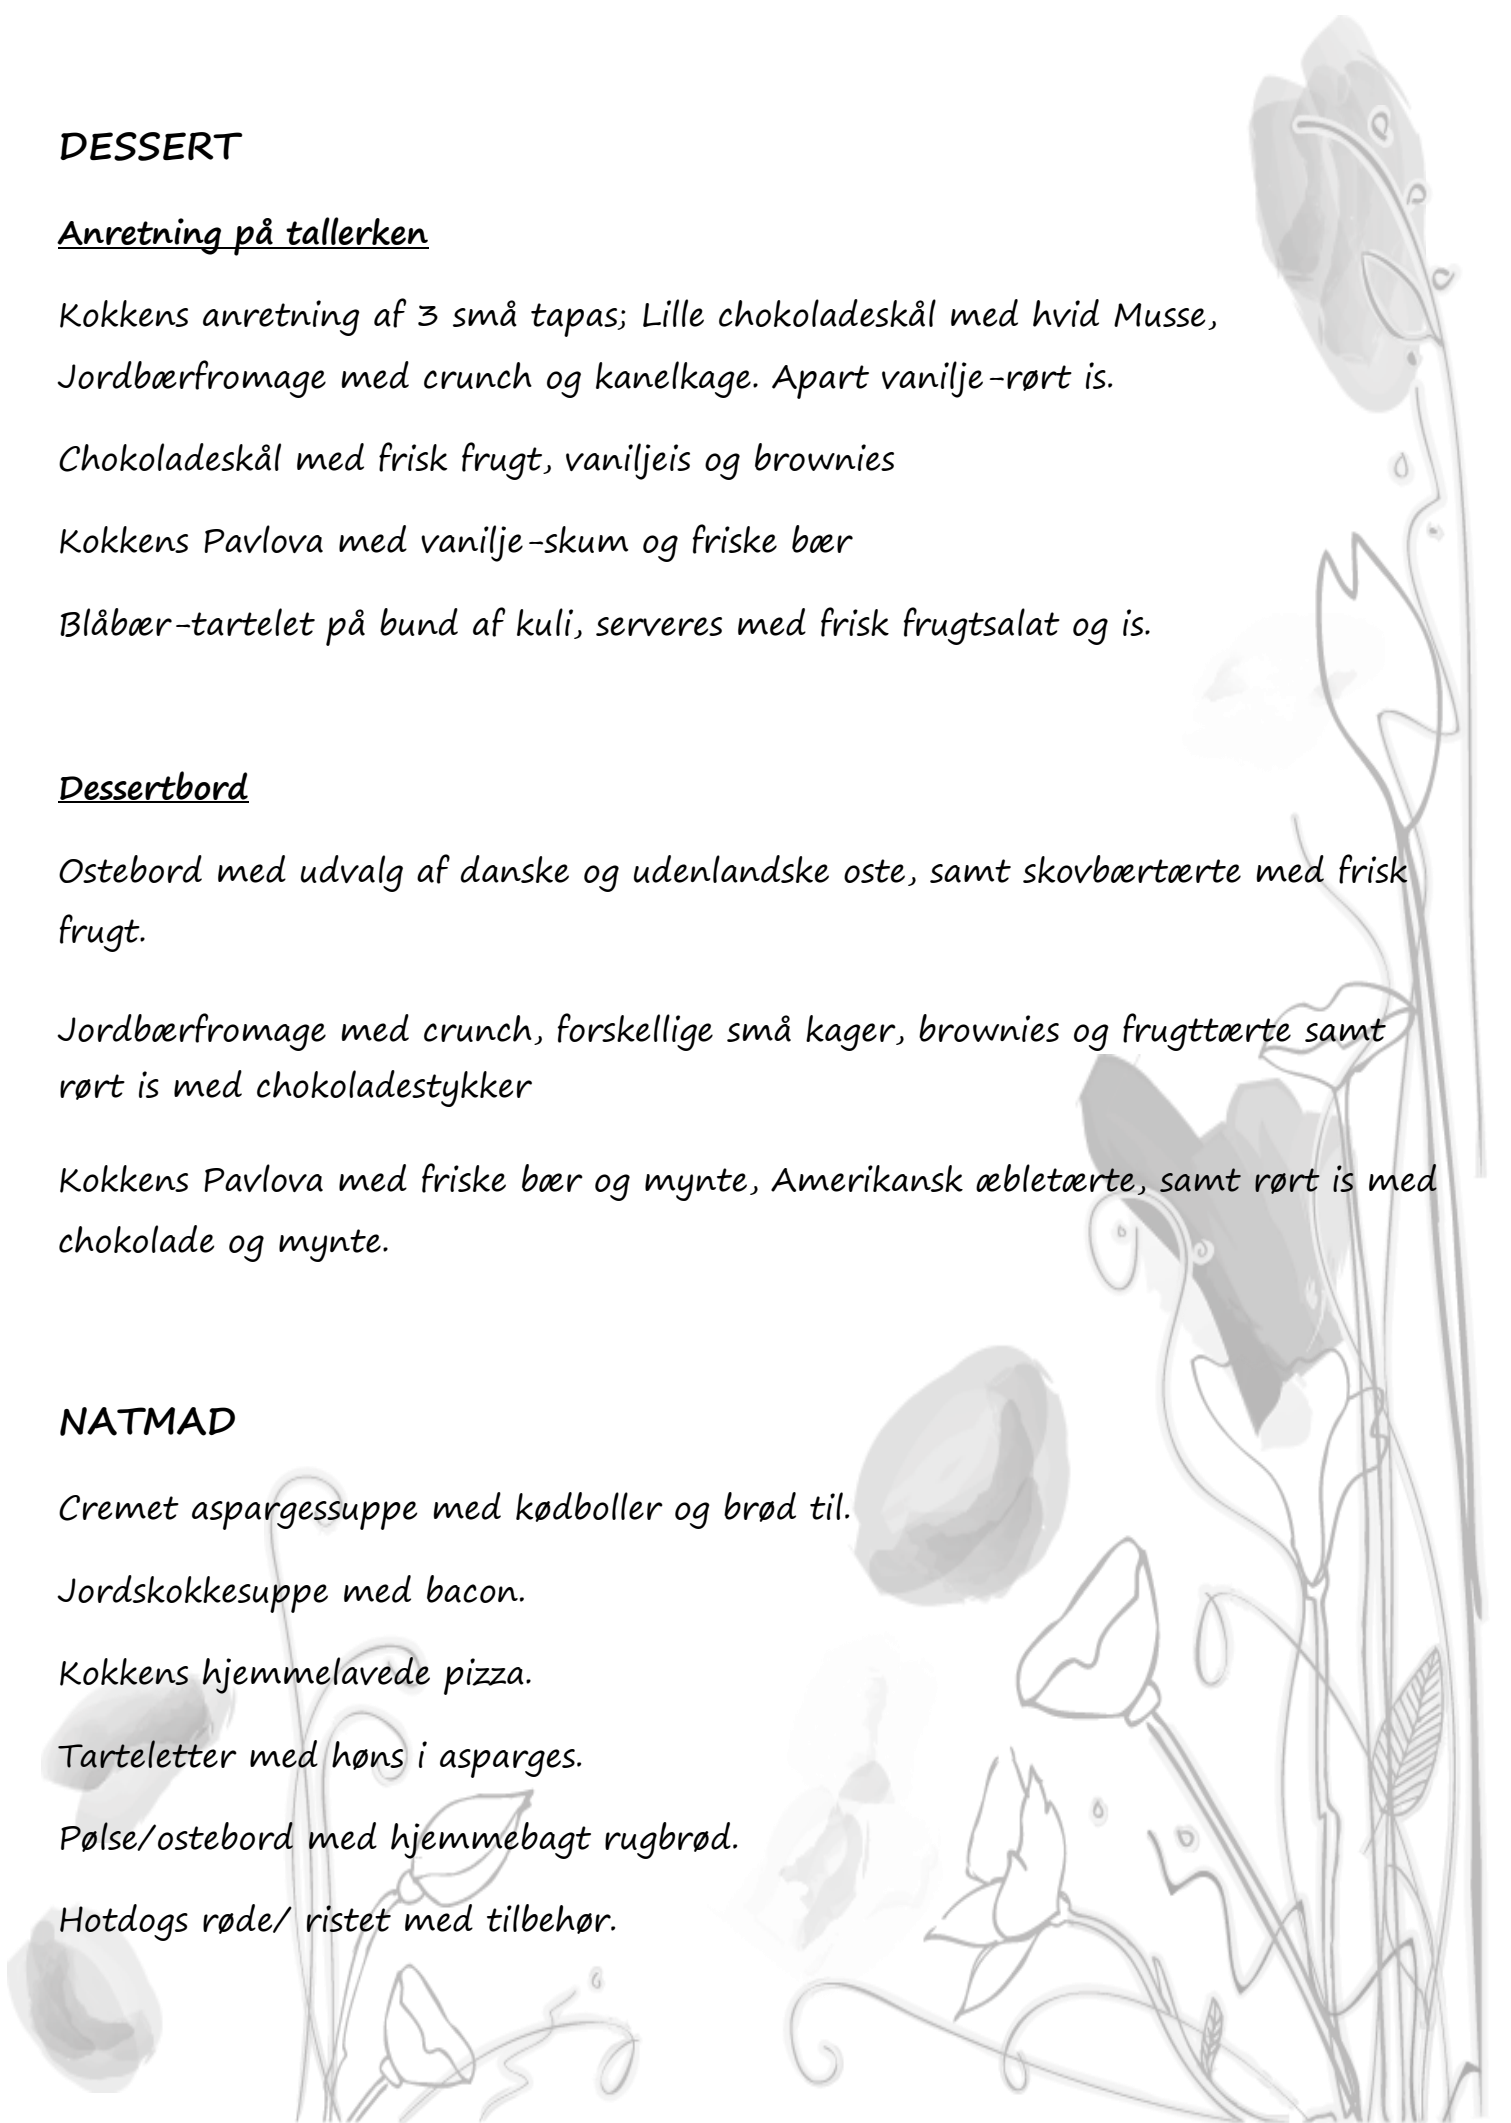 DESSERT
Anretning på tallerken
Kokkens anretning af 3 små tapas; Lille chokoladeskål med hvid Musse,
Jordbærfromage med crunch og kanelkage. Apart vanilje-rørt is.
Chokoladeskål med frisk frugt, vaniljeis og brownies
Kokkens Pavlova med vanilje-skum og friske bær
Blåbær-tartelet på bund af kuli, serveres med frisk frugtsalat og is.
Dessertbord
Ostebord med udvalg af danske og udenlandske oste, samt skovbærtærte med frisk
frugt.
Jordbærfromage med crunch, forskellige små kager, brownies og frugttærte samt
rørt is med chokoladestykker
Kokkens Pavlova med friske bær og mynte, Amerikansk æbletærte, samt rørt is med
chokolade og mynte.
NATMAD
Cremet aspargessuppe med kødboller og brød til.
Jordskokkesuppe med bacon.
Kokkens hjemmelavede pizza.
Tarteletter med høns i asparges.
Pølse/ostebord med hjemmebagt rugbrød.
Hotdogs røde/ ristet med tilbehør.